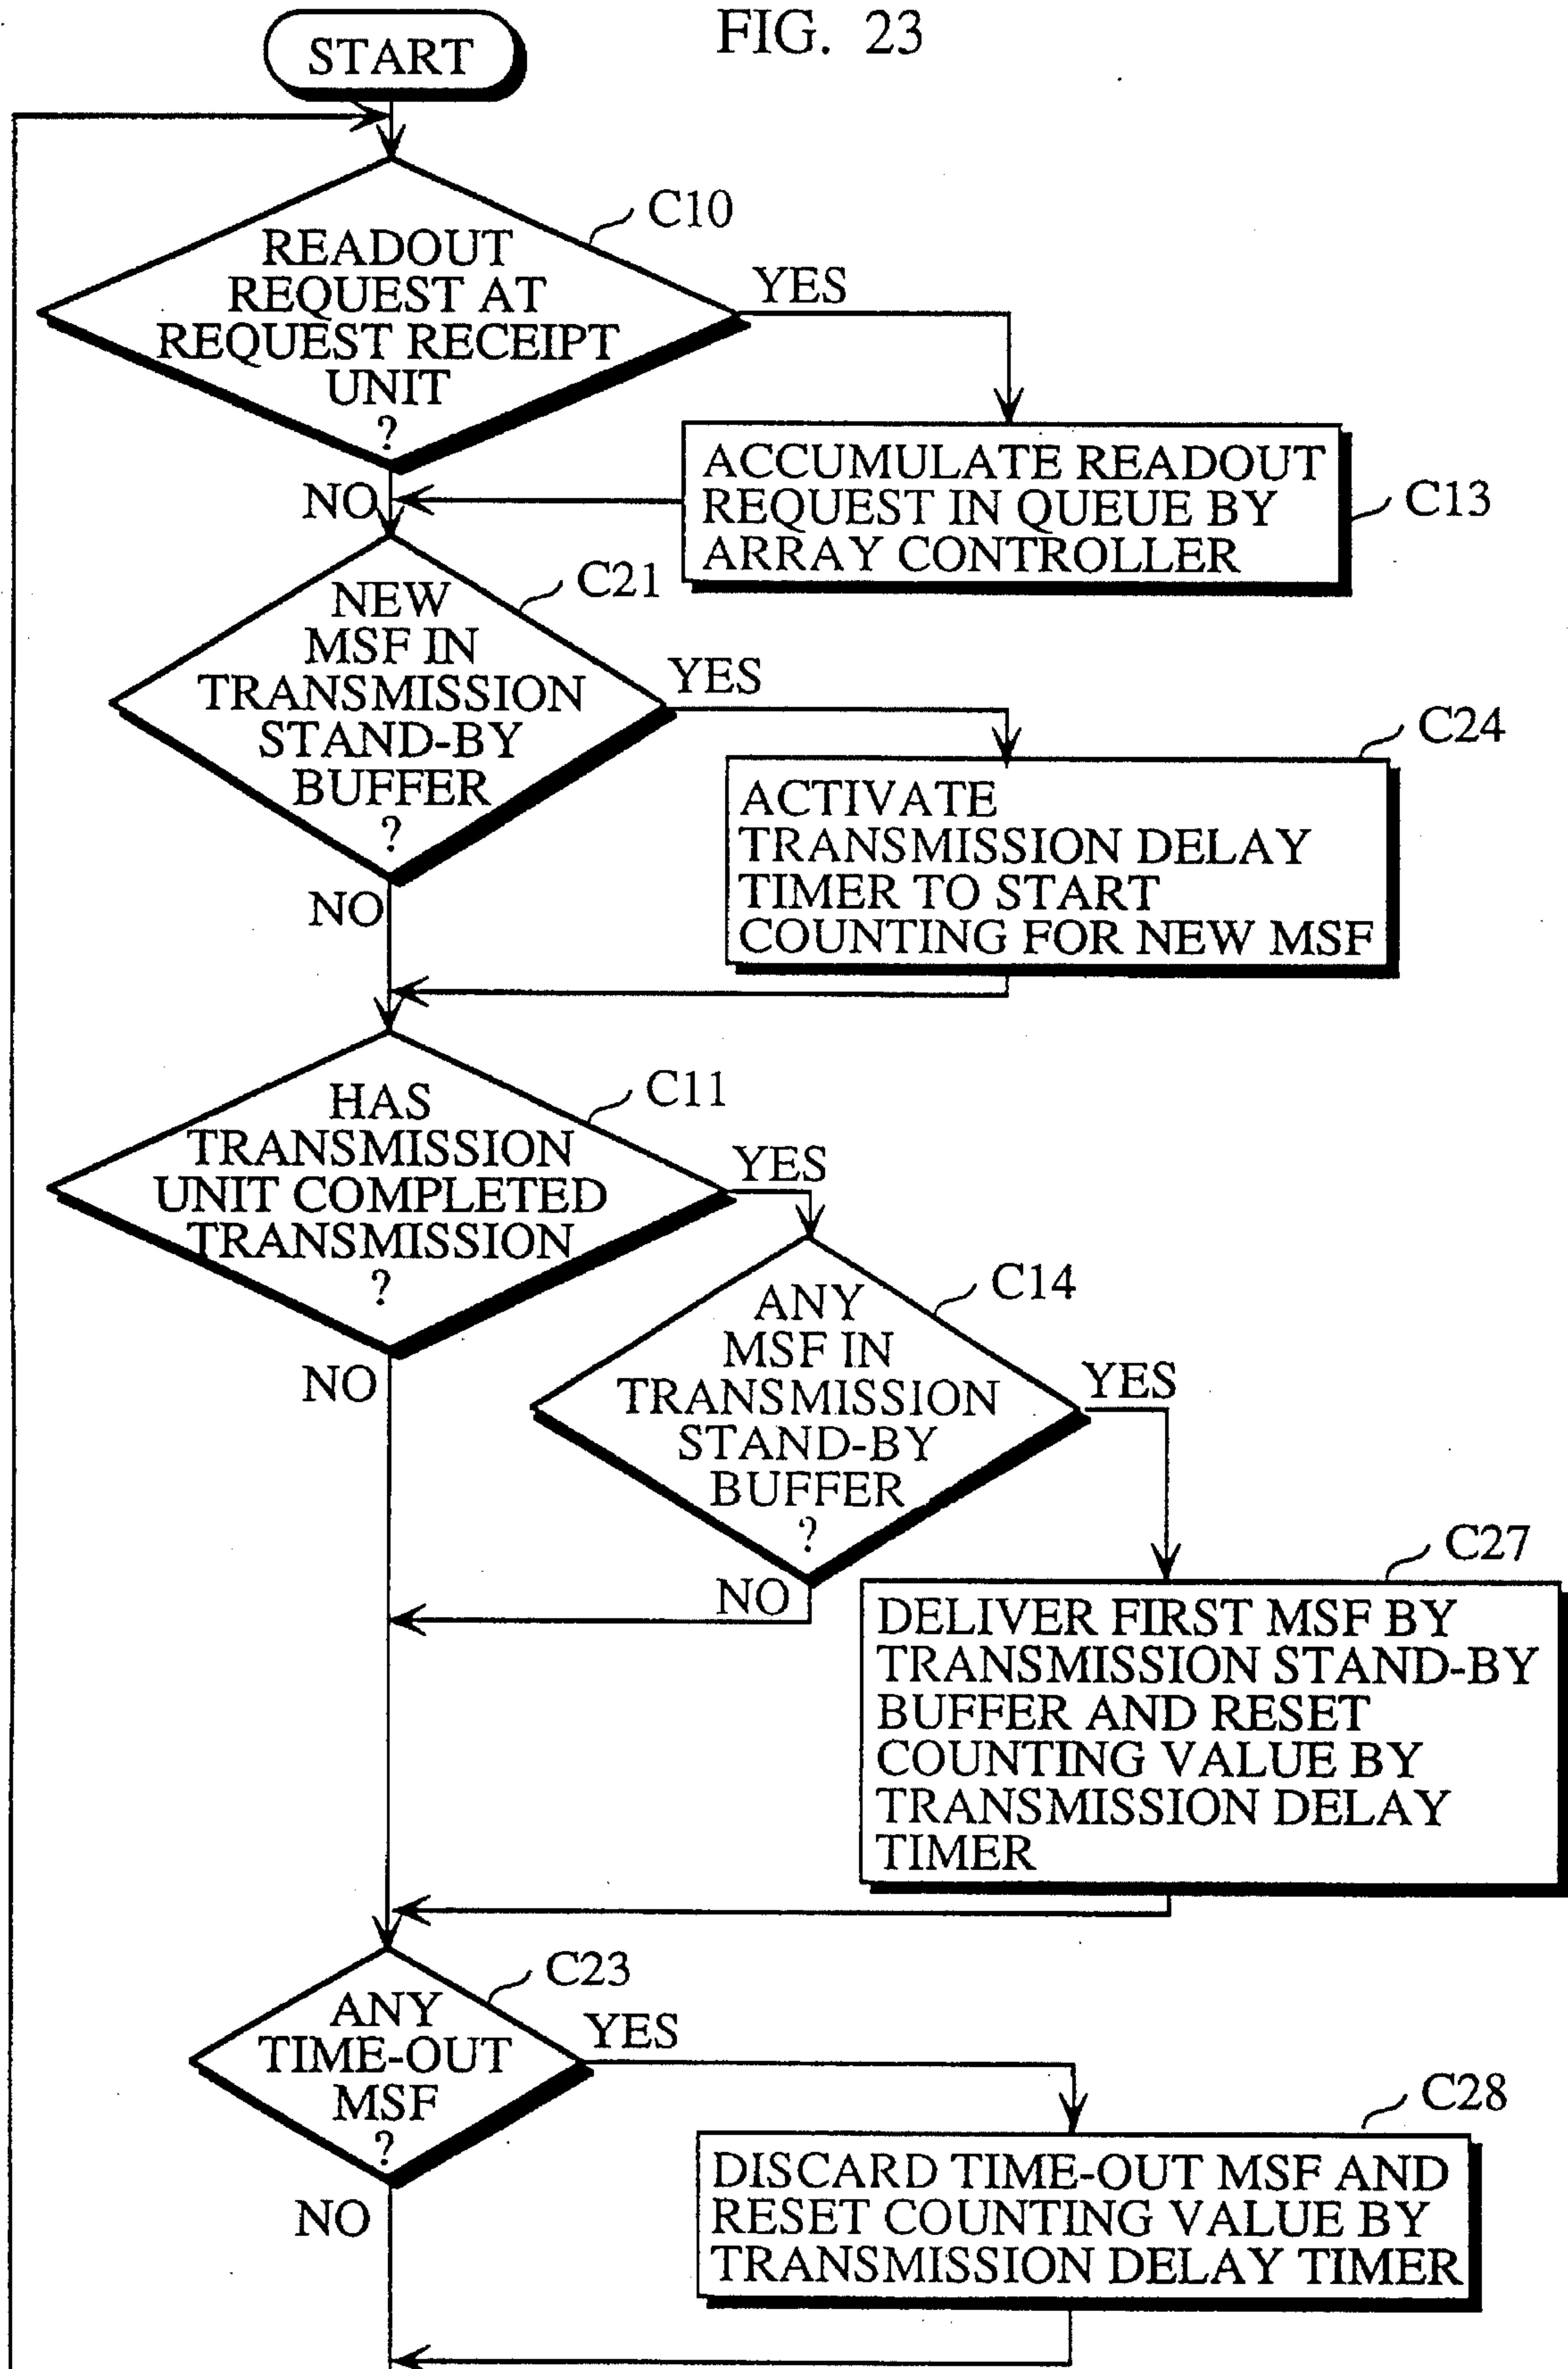 FIG. 23
START
C10
READOUT
REQUEST AT
REQUEST RECEIPT
UNIT
?
YES
NO
ACCUMULATE READOUT
REQUEST IN QUEUE BY
ARRAY CONTROLLER
C13
C21
NEW
MSF IN
TRANSMISSION
STAND-BY
BUFFER
?
YES
NO
C24
ACTIVATE
TRANSMISSION DELAY
TIMER TO START
COUNTING FOR NEW MSF
C11
HAS
TRANSMISSION
UNIT COMPLETED
TRANSMISSION
?
YES
NO
C14
ANY
MSF IN
TRANSMISSION
STAND-BY
BUFFER
?
YES
NO
C27
DELIVER FIRST MSF BY
TRANSMISSION STAND-BY
BUFFER AND RESET
COUNTING VALUE BY
TRANSMISSION DELAY
TIMER
C23
ANY
TIME-OUT
MSF
?
YES
NO
C28
DISCARD TIME-OUT MSF AND
RESET COUNTING VALUE BY
TRANSMISSION DELAY TIMER